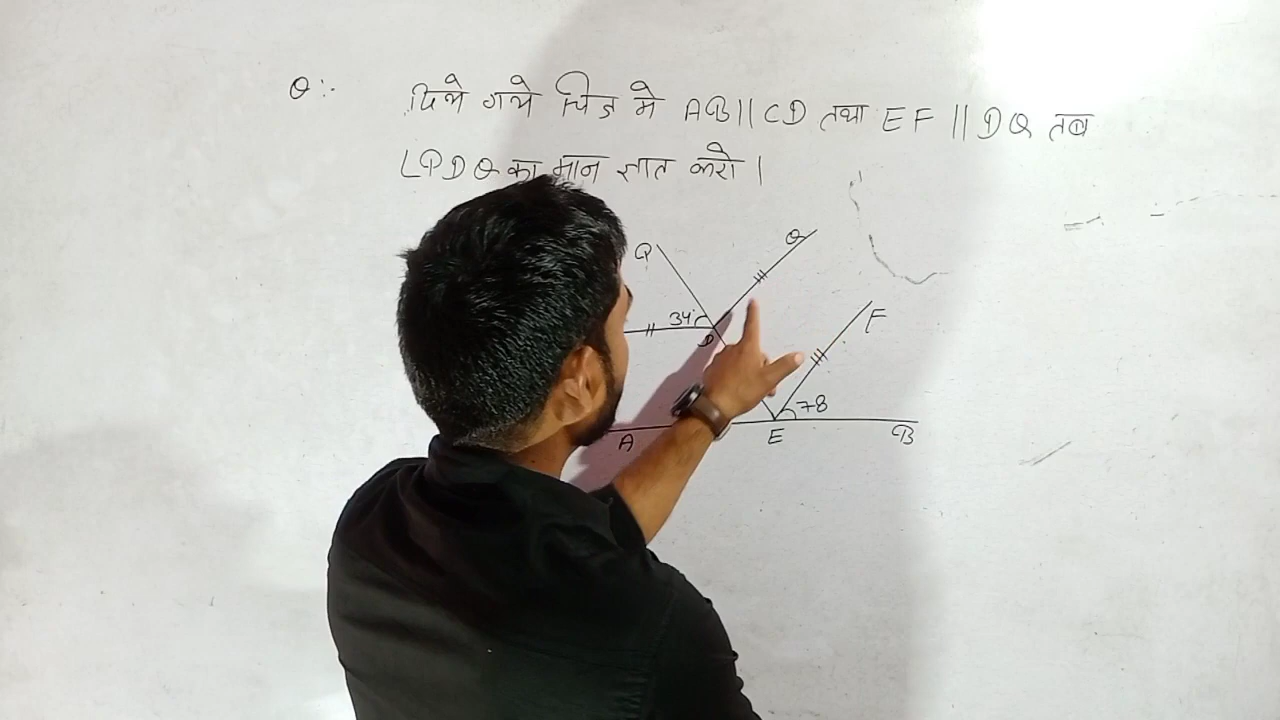 Q:-
दिये गये चित्र मे AB||CD तथा EF||DQ तब
∠PDQ का मान ज्ञात करो।
P
Q
34°
D
F
78
A
E
B